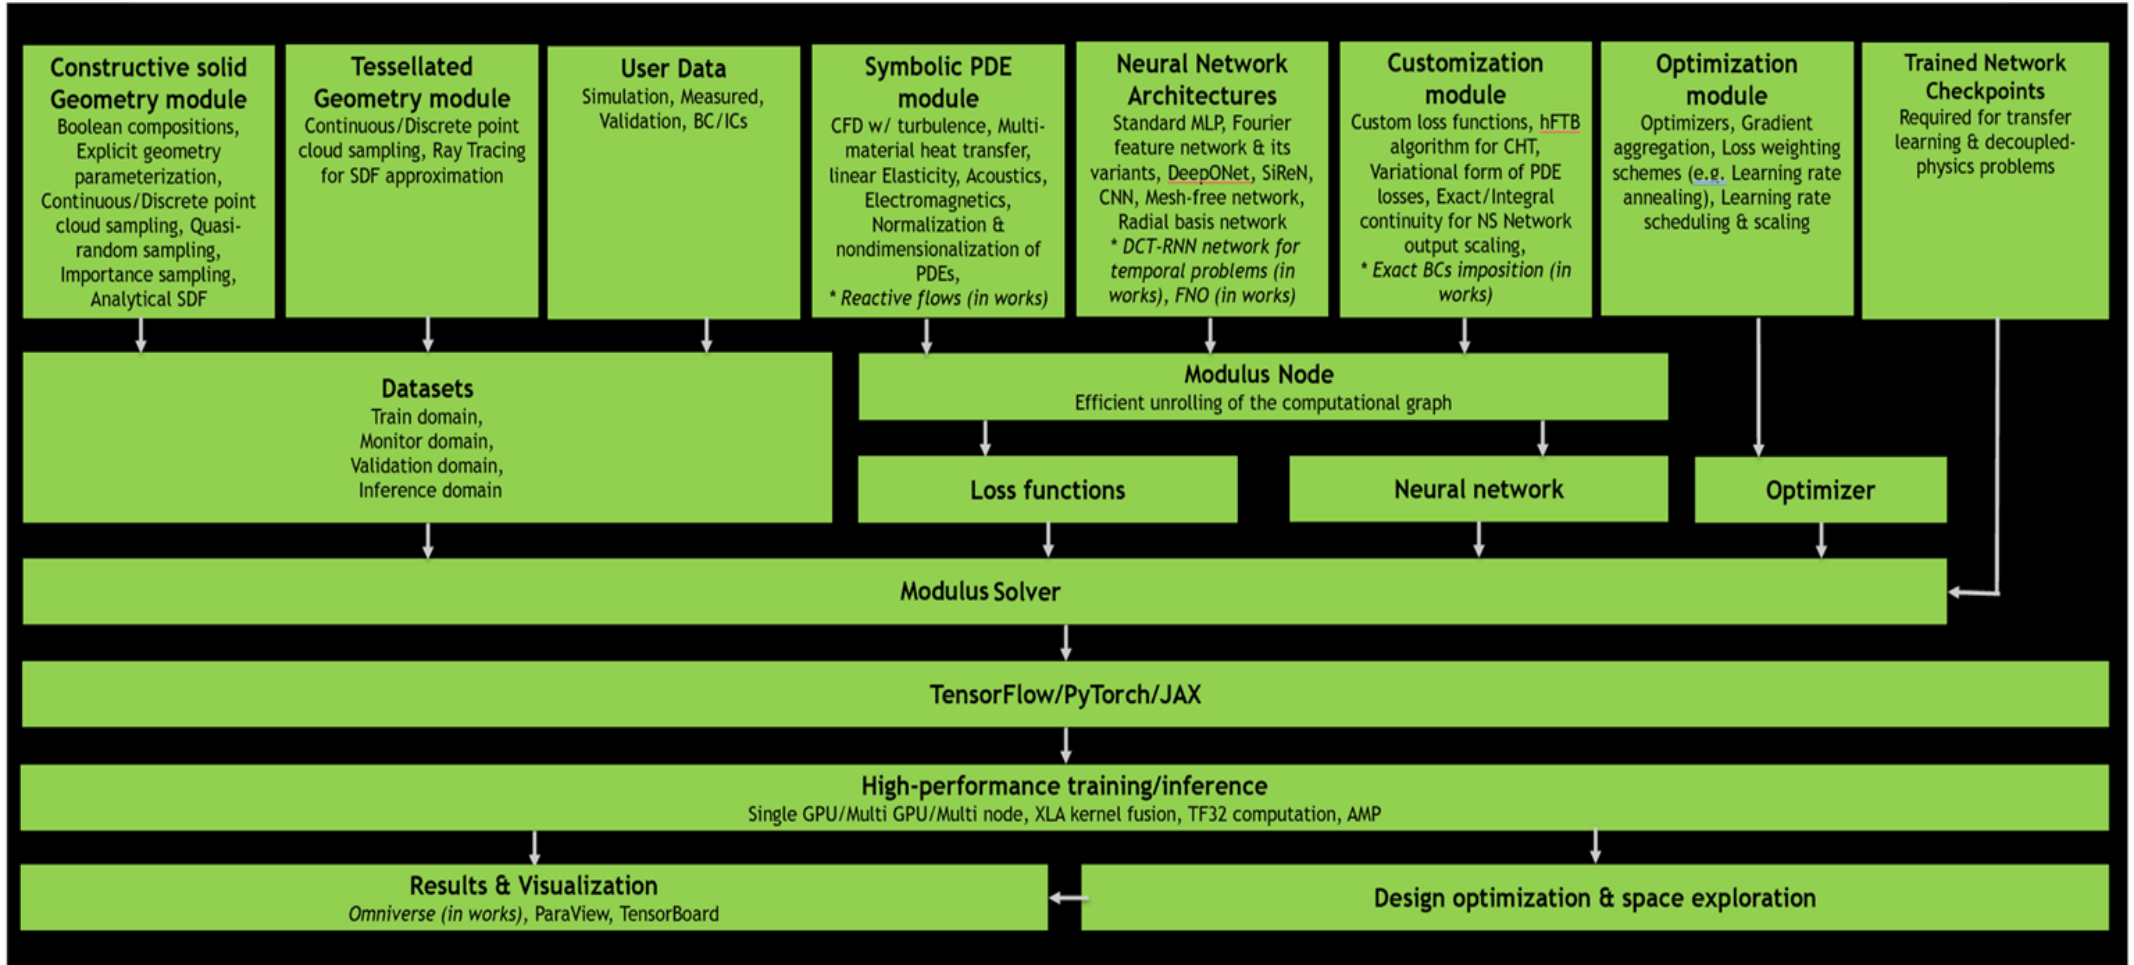 Constructive solid
Geometry module
Boolean compositions,
Explicit geometry
parameterization,
Continuous/Discrete point
cloud sampling, Quasi-
random sampling,
Importance sampling,
Analytical SDF
Tessellated
Geometry module
Continuous/Discrete point
cloud sampling, Ray Tracing
for SDF approximation
User Data
Simulation, Measured,
Validation, BC/ICs
Symbolic PDE
module
CFD w/ turbulence, Multi-
material heat transfer,
linear Elasticity, Acoustics,
Electromagnetics,
Normalization &
nondimensionalization of
PDEs,
* Reactive flows (in works)
Neural Network
Architectures
Standard MLP, Fourier
feature network & its
variants, DeepONet, SiReN,
CNN, Mesh-free network,
Radial basis network
* DCT-RNN network for
temporal problems (in
works), FNO (in works)
Customization
module
Custom loss functions, hFTB
algorithm for CHT,
Variational form of PDE
losses, Exact/Integral
continuity for NS Network
output scaling,
* Exact BCs imposition (in
works)
Optimization
module
Optimizers, Gradient
aggregation, Loss weighting
schemes (e.g. Learning rate
annealing), Learning rate
scheduling & scaling
Trained Network
Checkpoints
Required for transfer
learning & decoupled-
physics problems
Datasets
Train domain,
Monitor domain,
Validation domain,
Inference domain
Modulus Node
Efficient unrolling of the computational graph
Loss functions
Neural network
Optimizer
Modulus Solver
TensorFlow/PyTorch/JAX
High-performance training/inference
Single GPU/Multi GPU/Multi node, XLA kernel fusion, TF32 computation, AMP
Results & Visualization
Omniverse (in works), ParaView, TensorBoard
Design optimization & space exploration